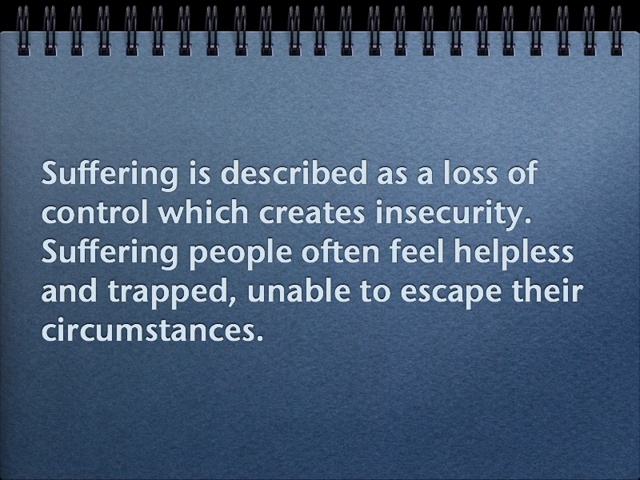 Suffering is described as a loss of
control which creates insecurity.
Suffering people often feel helpless
and trapped, unable to escape their
circumstances.